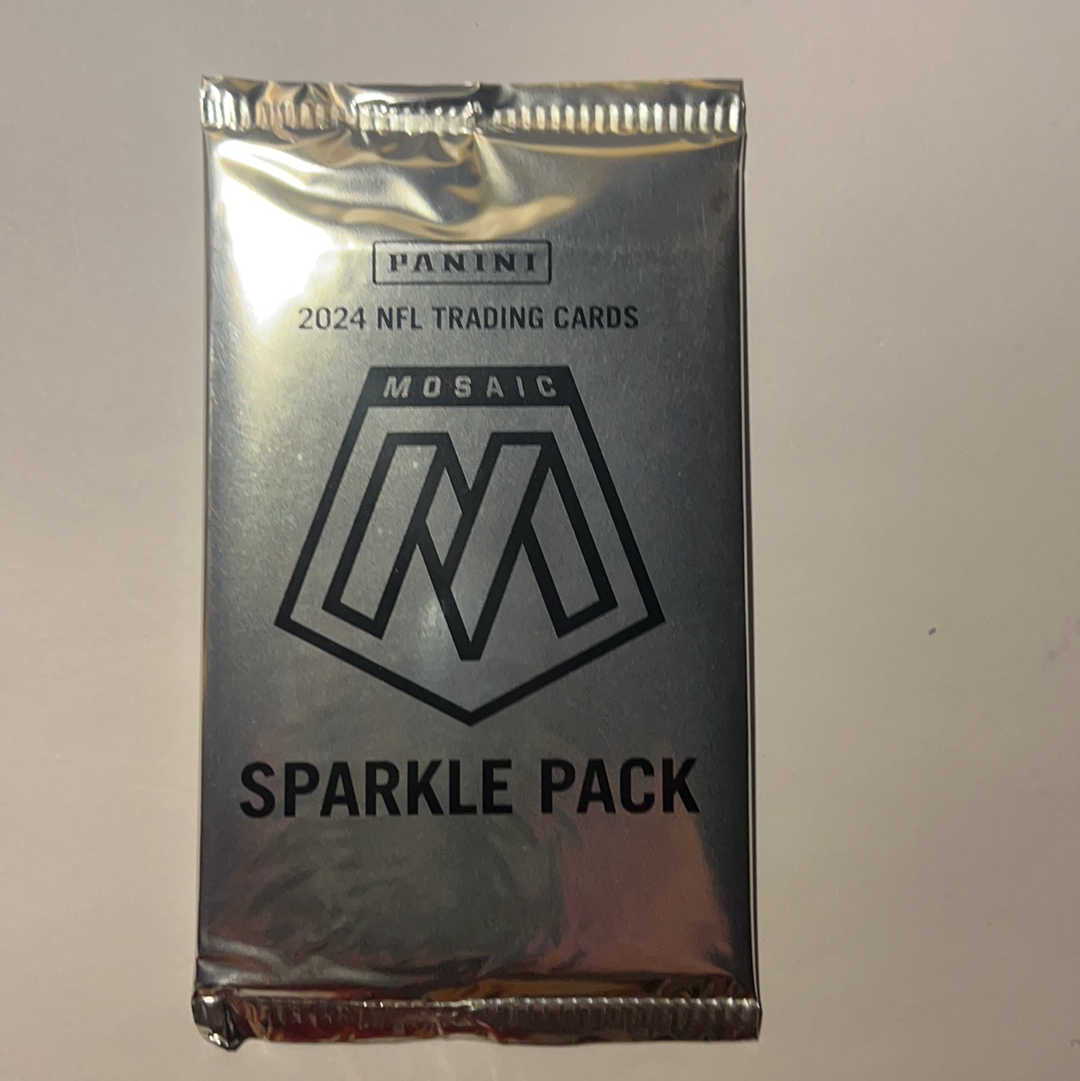 PANINI
2024 NFL TRADING CARDS
MOSAIC
M
SPARKLE PACK